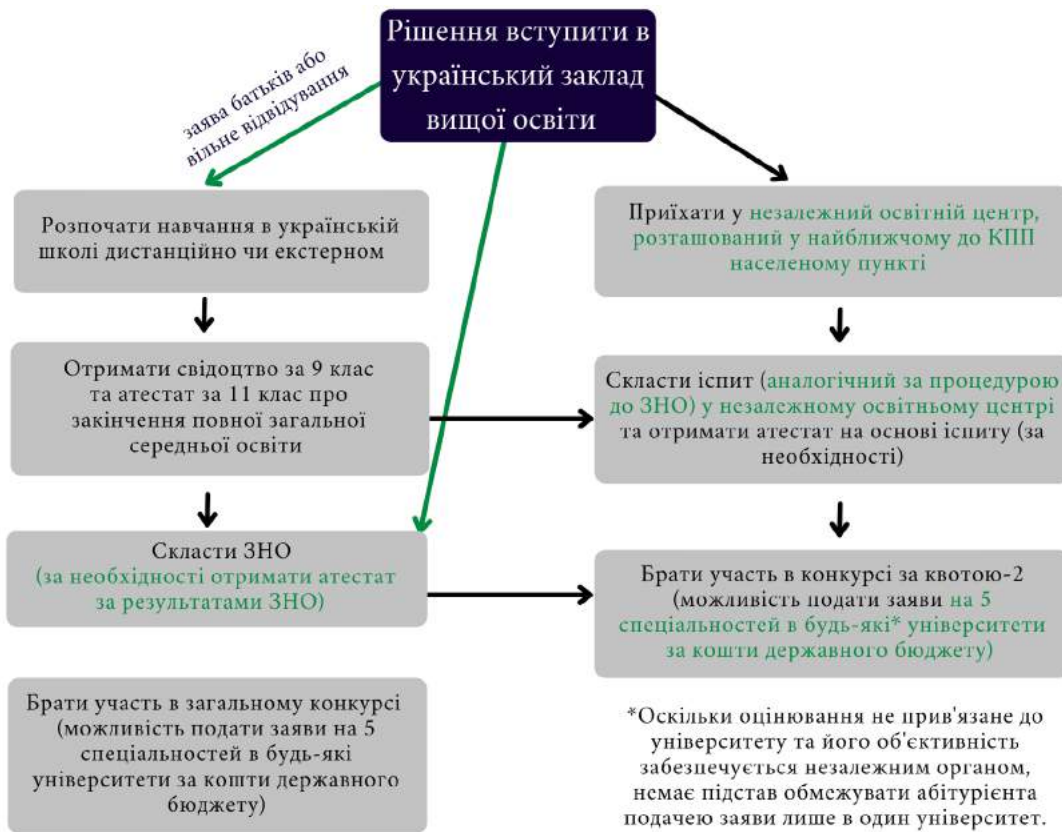 Рішення вступити в
український заклад
вищої освіти
заява батьків або
вільне відвідування
Розпочати навчання в українській
школі дистанційно чи екстерном
Отримати свідоцтво за 9 клас
та атестат за 11 клас про
закінчення повної загальної
середньої освіти
Скласти ЗНО
(за необхідності отримати атестат
за результатами ЗНО)
Брати участь в загальному конкурсі
(можливість подати заяви на 5
спеціальностей в будь-які
університети за кошти державного
бюджету)
Приїхати у незалежний освітній центр,
розташований у найближчому до КПП
населеному пункті
Скласти іспит (аналогічний за процедурою
до ЗНО) у незалежному освітньому центрі
та отримати атестат на основі іспиту (за
необхідності)
Брати участь в конкурсі за квотою-2
(можливість подати заяви на 5
спеціальностей в будь-які* університети
за кошти державного бюджету)
*Оскільки оцінювання не прив'язане до
університету та його об'єктивність
забезпечується незалежним органом,
немає підстав обмежувати абітурієнта
подачею заяви лише в один університет.